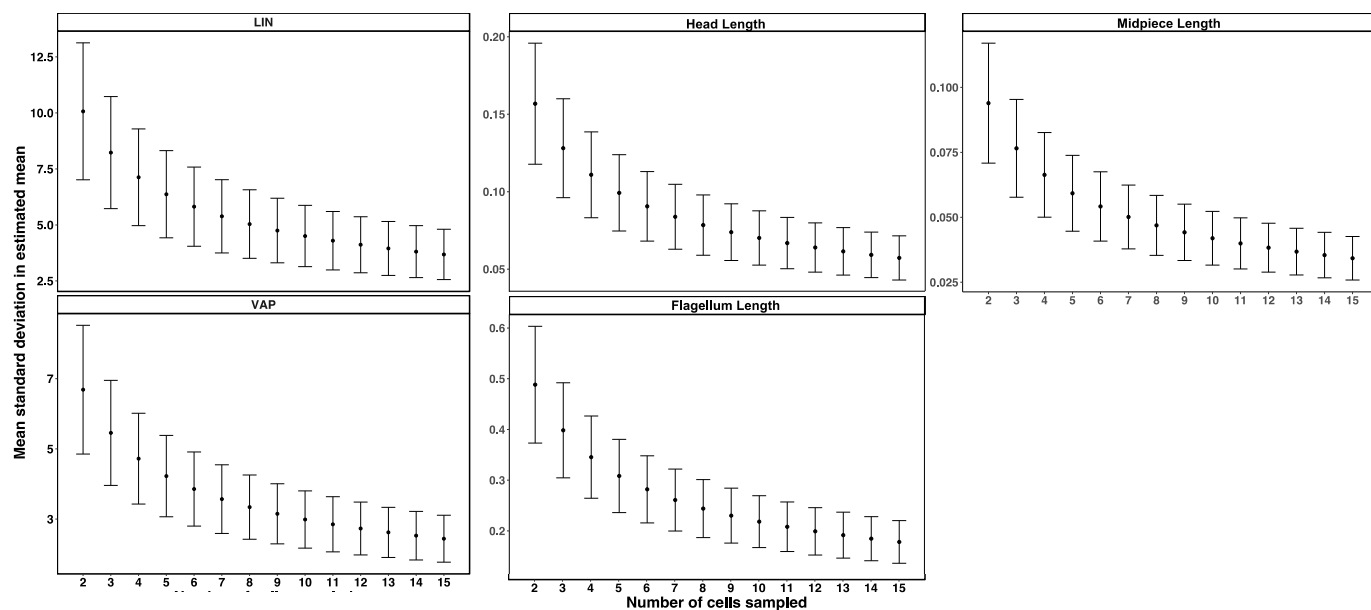 LIN
Head Length
Midpiece Length
12.5
10.0
7.5
5.0
2.5
0.20
0.15
0.10
0.05
0.100
0.075
0.050
0.025
2 3 4 5 6 7 8 9 10 11 12 13 14 15
Mean standard deviation in estimated mean
VAP
Flagellum Length
7
5
3
0.6
0.5
0.4
0.3
0.2
2 3 4 5 6 7 8 9 10 11 12 13 14 15
2 3 4 5 6 7 8 9 10 11 12 13 14 15
Number of cells sampled